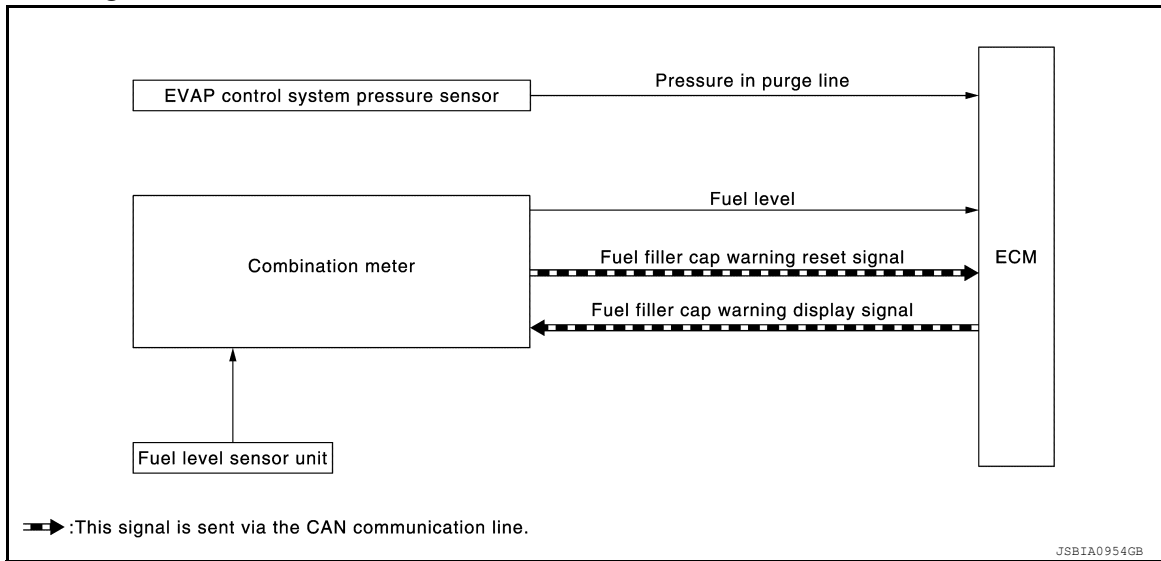 EVAP control system pressure sensor
Pressure in purge line
Fuel level
Combination meter
Fuel filler cap warning reset signal
ECM
Fuel filler cap warning display signal
Fuel level sensor unit
:This signal is sent via the CAN communication line.
JSBIA0954GB